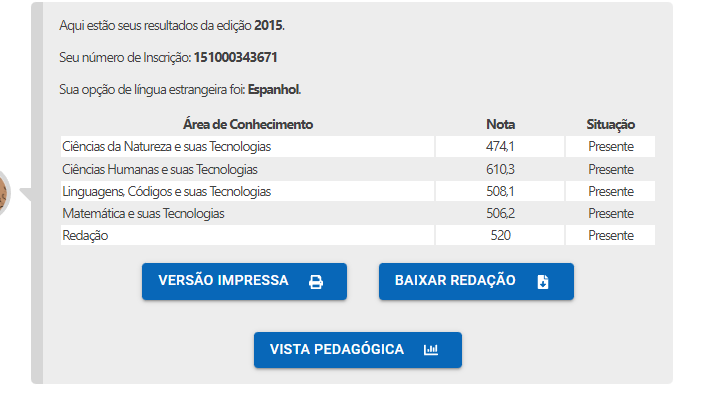 Aqui estão seus resultados da edição 2015.
Seu número de Inscrição: 151000343671
Sua opção de língua estrangeira foi: Espanhol.
Área de Conhecimento Nota Situação
Ciências da Natureza e suas Tecnologias 474,1 Presente
Ciências Humanas e suas Tecnologias 610,3 Presente
Linguagens, Códigos e suas Tecnologias 508,1 Presente
Matemática e suas Tecnologias 506,2 Presente
Redação 520 Presente
VERSÃO IMPRESSA BAIXAR REDAÇÃO
VISTA PEDAGÓGICA